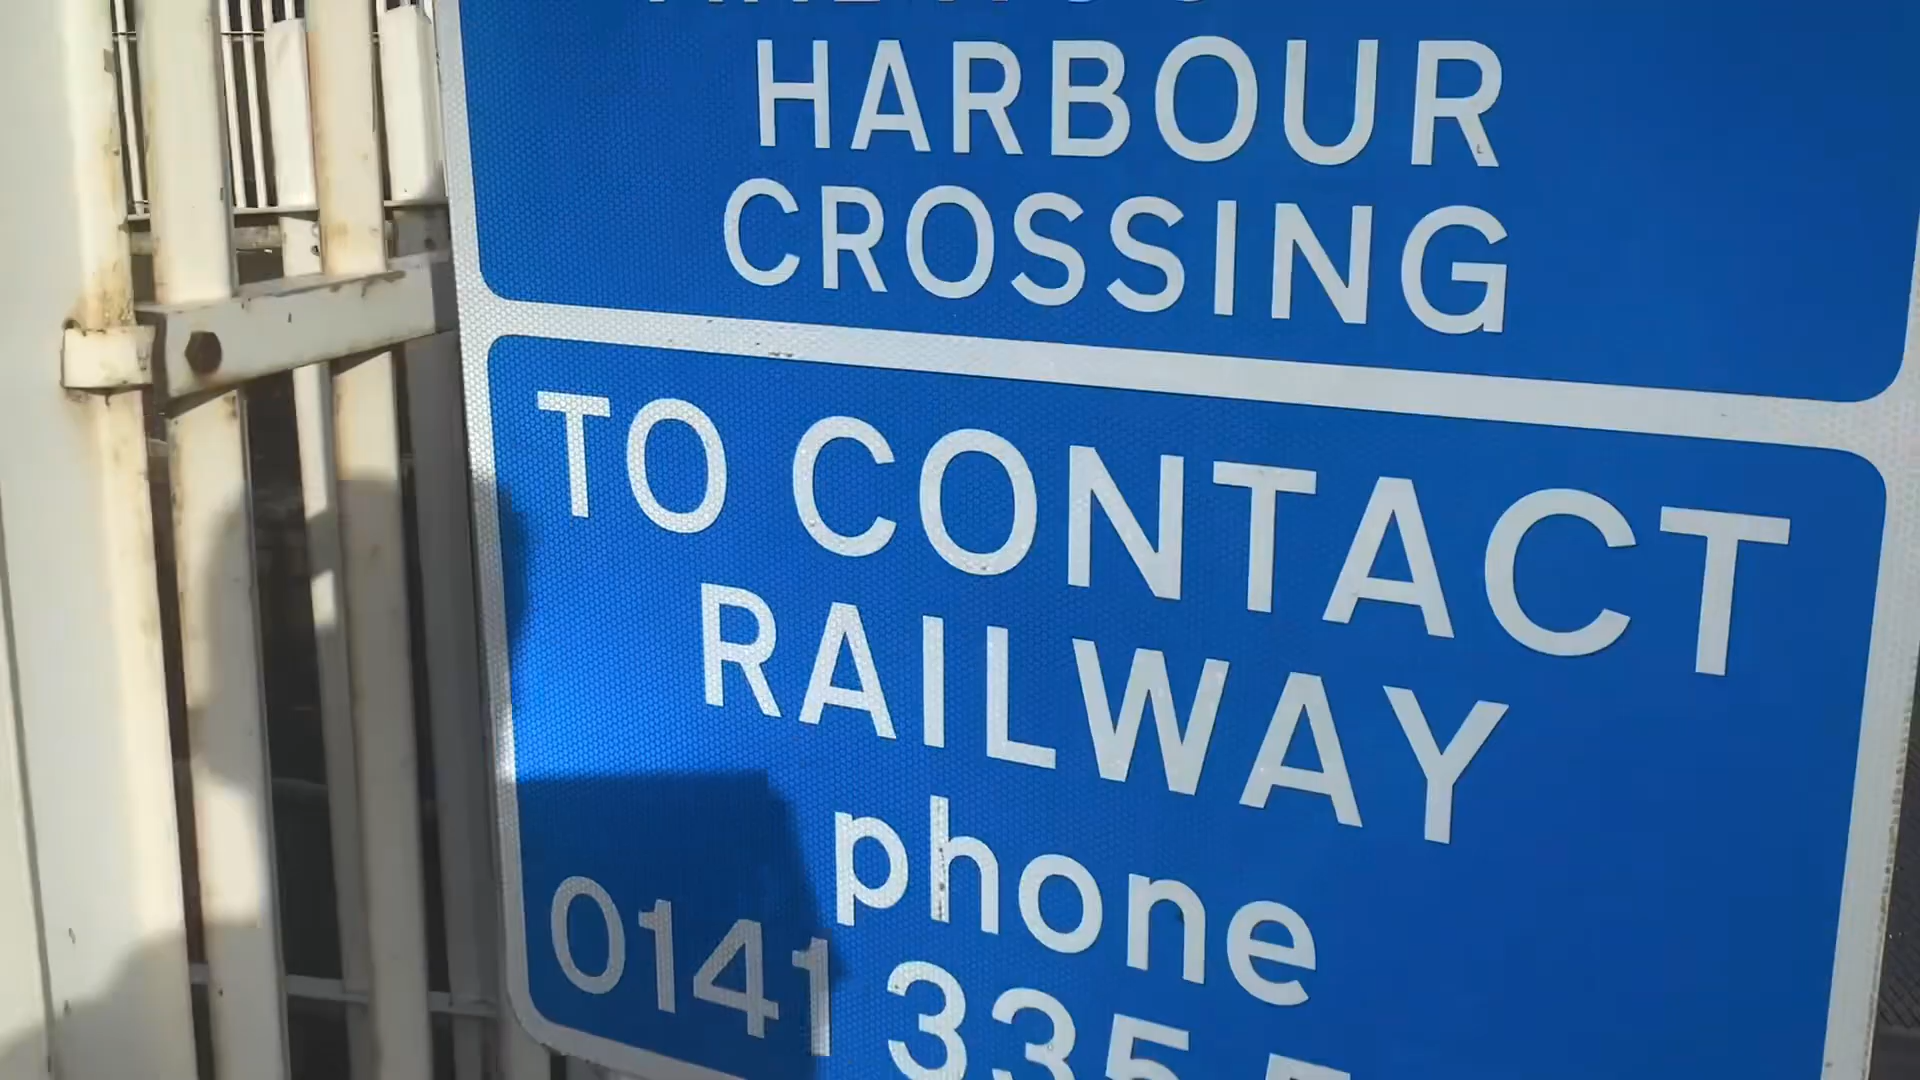 HARBOUR
CROSSING
TO CONTACT
RAILWAY
phone
0141 335